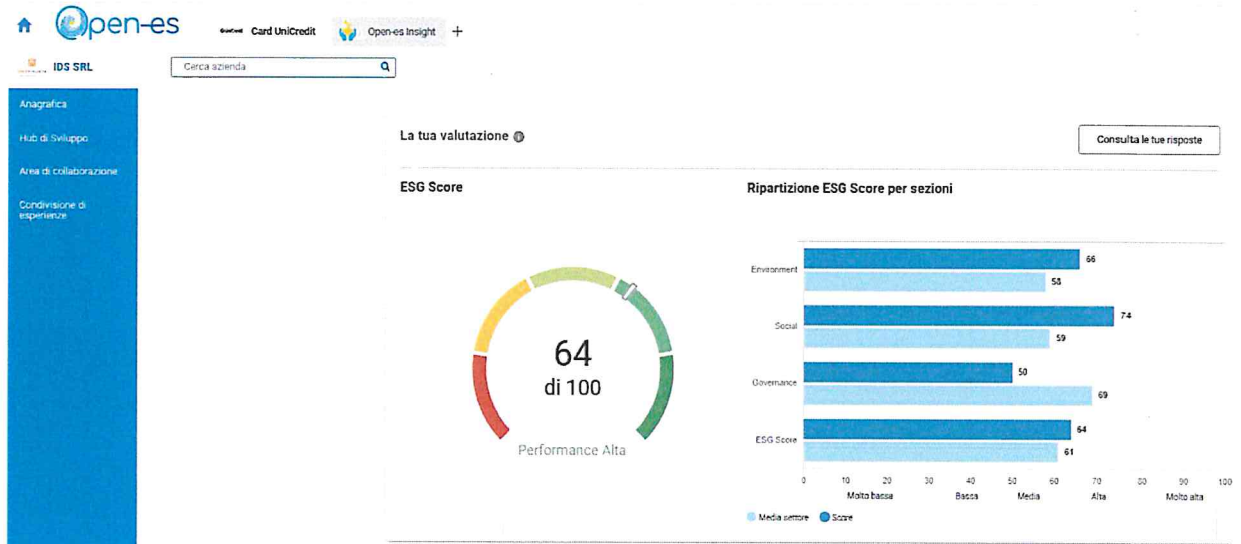 Open-es
UniCredit Card UniCredit
Open-es Insight +
IDS SRL
Cerca azienda
Anagrafica
Hub di Sviluppo
Area di collaborazione
Condivisione di
esperienze
La tua valutazione
Consulta le tue risposte
ESG Score
64
di 100
Performance Alta
Ripartizione ESG Score per sezioni
Environment
66
58
Social
74
59
Governance
50
69
ESG Score
64
61
0 10 20 30 40 50 60 70 80 90 100
Molto bassa Bassa Media Alta Molto alta
Media settore Score